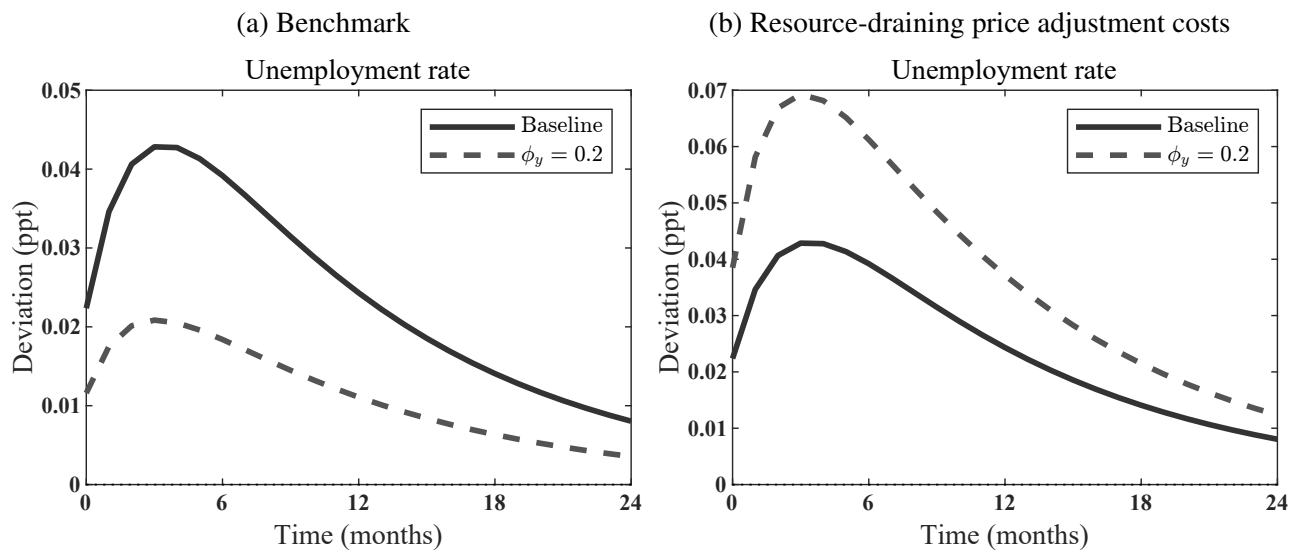 (a) Benchmark
Unemployment rate
0.05
0.04
0.03
0.02
0.01
0
Deviation (ppt)
Baseline
ϕ_y = 0.2
0 6 12 18 24
Time (months)
(b) Resource-draining price adjustment costs
Unemployment rate
0.07
0.06
0.05
0.04
0.03
0.02
0.01
0
Deviation (ppt)
Baseline
ϕ_y = 0.2
0 6 12 18 24
Time (months)